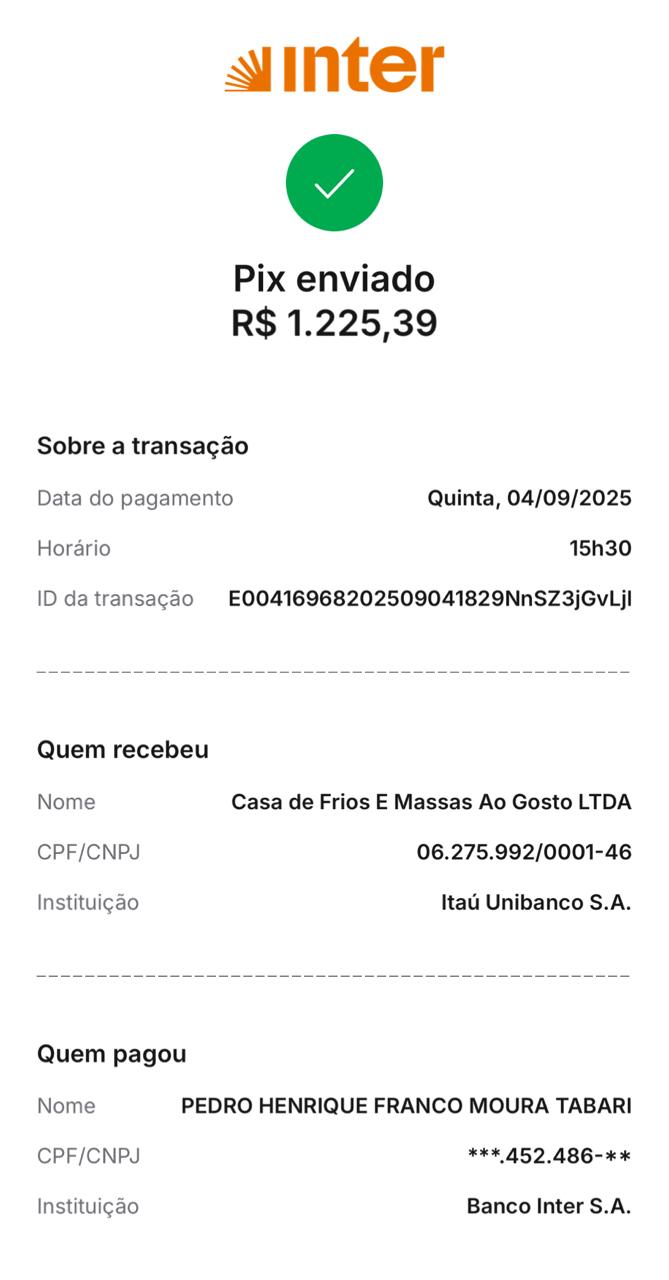 inter
Pix enviado
R$ 1.225,39
Sobre a transação
Data do pagamento Quinta, 04/09/2025
Horário 15h30
ID da transação E00416968202509041829NnSZ3jGvLjI
Quem recebeu
Nome Casa de Frios E Massas Ao Gosto LTDA
CPF/CNPJ 06.275.992/0001-46
Instituição Itaú Unibanco S.A.
Quem pagou
Nome PEDRO HENRIQUE FRANCO MOURA TABARI
CPF/CNPJ ***.452.486-**
Instituição Banco Inter S.A.